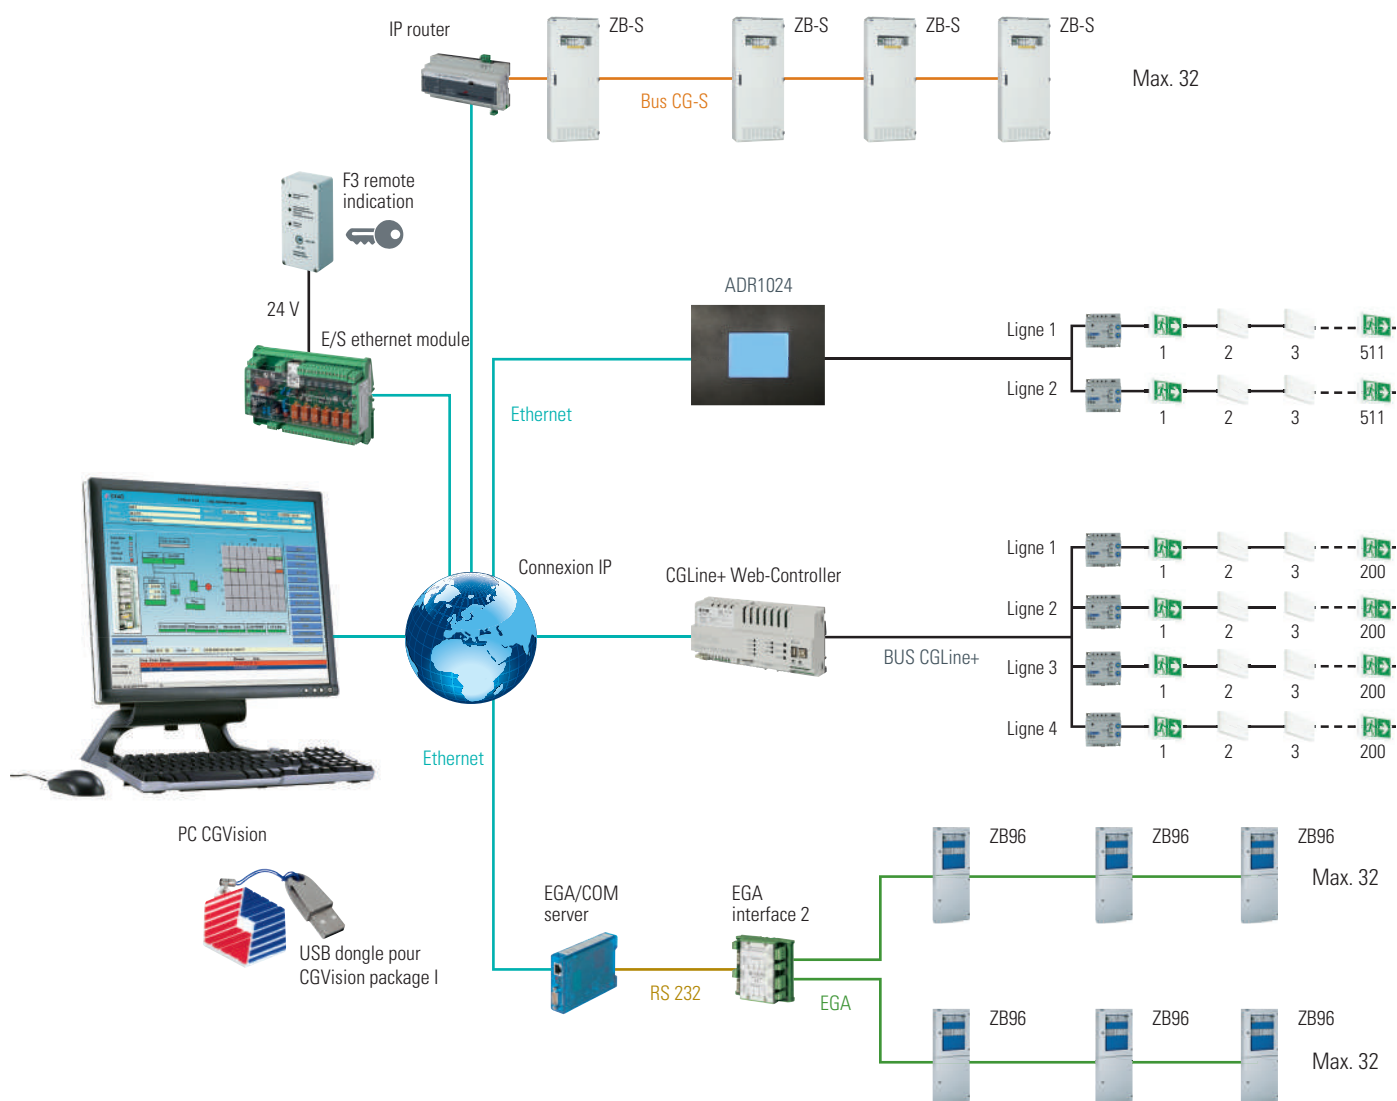 IP router
ZB-S
ZB-S
ZB-S
ZB-S
Max. 32
Bus CG-S
F3 remote
indication
24 V
E/S ethernet module
ADR1024
Ethernet
Ligne 1
1
2
3
511
Ligne 2
1
2
3
511
Connexion IP
CGLine+ Web-Controller
BUS CGLine+
Ligne 1
1
2
3
200
Ligne 2
1
2
3
200
Ligne 3
1
2
3
200
Ligne 4
1
2
3
200
Ethernet
PC CGVision
USB dongle pour
CGVision package I
EGA/COM
server
RS 232
EGA
interface 2
EGA
ZB96
ZB96
ZB96
Max. 32
ZB96
ZB96
ZB96
Max. 32